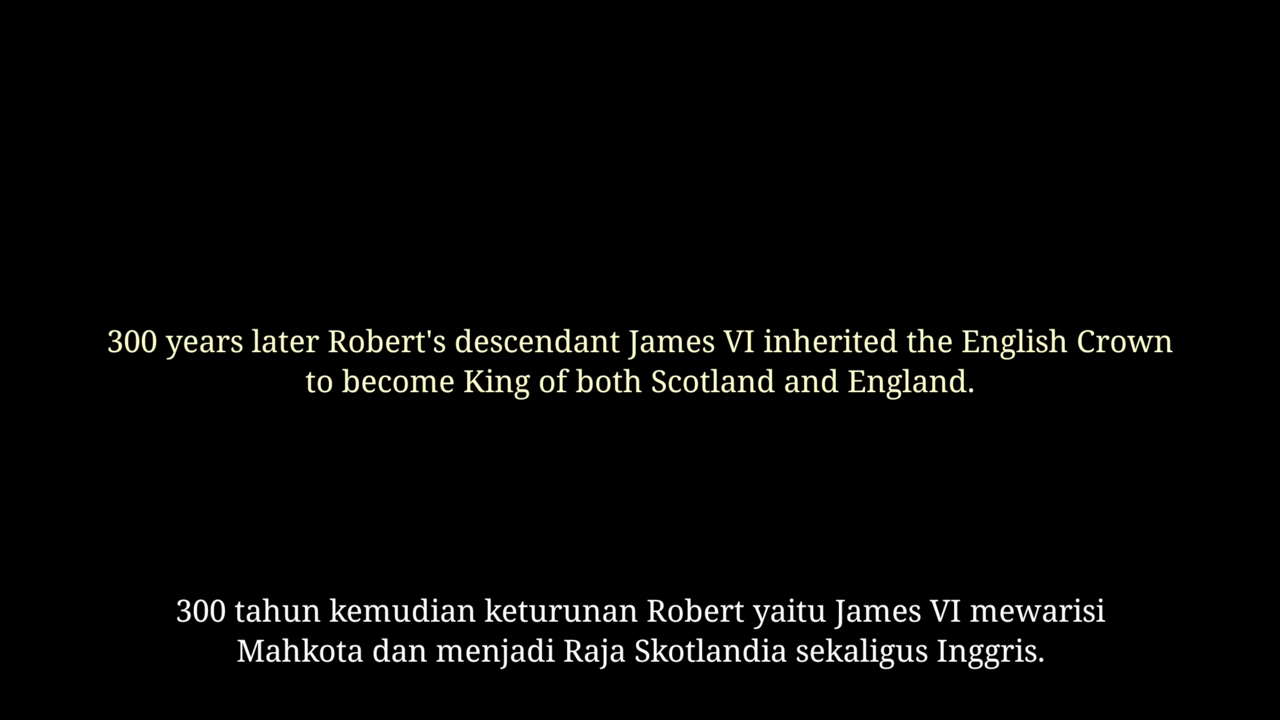 300 years later Robert's descendant James VI inherited the English Crown
to become King of both Scotland and England.
300 tahun kemudian keturunan Robert yaitu James VI mewarisi
Mahkota dan menjadi Raja Skotlandia sekaligus Inggris.